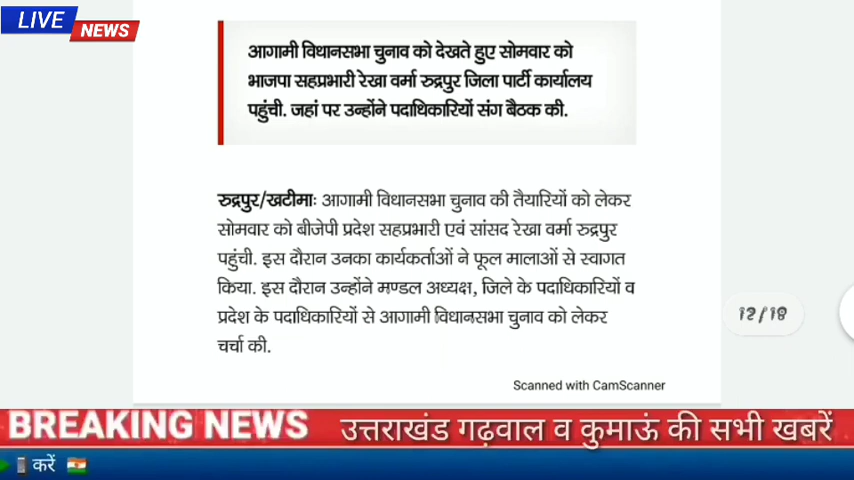 LIVE
NEWS
आगामी विधानसभा चुनाव को देखते हुए सोमवार को
भाजपा सहप्रभारी रेखा वर्मा रुद्रपुर जिला पार्टी कार्यालय
पहुंची. जहां पर उन्होंने पदाधिकारियों संग बैठक की.
रुद्रपुर/खटीमाः आगामी विधानसभा चुनाव की तैयारियों को लेकर
सोमवार को बीजेपी प्रदेश सहप्रभारी एवं सांसद रेखा वर्मा रुद्रपुर
पहुंची. इस दौरान उनका कार्यकर्ताओं ने फूल मालाओं से स्वागत
किया. इस दौरान उन्होंने मण्डल अध्यक्ष, जिले के पदाधिकारियों व
प्रदेश के पदाधिकारियों से आगामी विधानसभा चुनाव को लेकर
चर्चा की.
12/18
Scanned with CamScanner
BREAKING NEWS उत्तराखंड गढ़वाल व कुमाऊं की सभी खबरें
करें